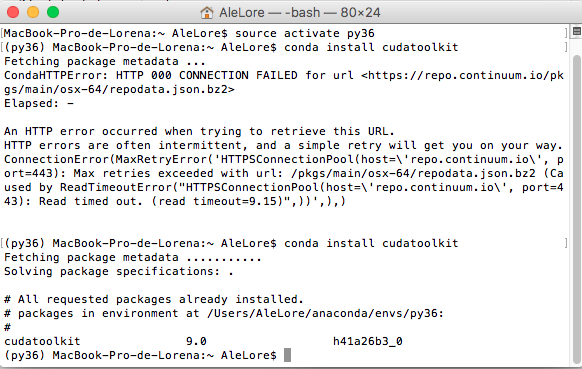 AleLore — -bash — 80×24
[MacBook-Pro-de-Lorena:~ AleLore$ source activate py36 ]
[(py36) MacBook-Pro-de-Lorena:~ AleLore$ conda install cudatoolkit ]
Fetching package metadata ...
CondaHTTPError: HTTP 000 CONNECTION FAILED for url <https://repo.continuum.io/pk
gs/main/osx-64/repodata.json.bz2>
Elapsed: -
An HTTP error occurred when trying to retrieve this URL.
HTTP errors are often intermittent, and a simple retry will get you on your way.
ConnectionError(MaxRetryError('HTTPSConnectionPool(host=\'repo.continuum.io\', p
ort=443): Max retries exceeded with url: /pkgs/main/osx-64/repodata.json.bz2 (Ca
used by ReadTimeoutError("HTTPSConnectionPool(host=\'repo.continuum.io\', port=4
43): Read timed out. (read timeout=9.15)",))',),)
[(py36) MacBook-Pro-de-Lorena:~ AleLore$ conda install cudatoolkit ]
Fetching package metadata ...........
Solving package specifications: .
# All requested packages already installed.
# packages in environment at /Users/AleLore/anaconda/envs/py36:
#
cudatoolkit 9.0 h41a26b3_0
(py36) MacBook-Pro-de-Lorena:~ AleLore$